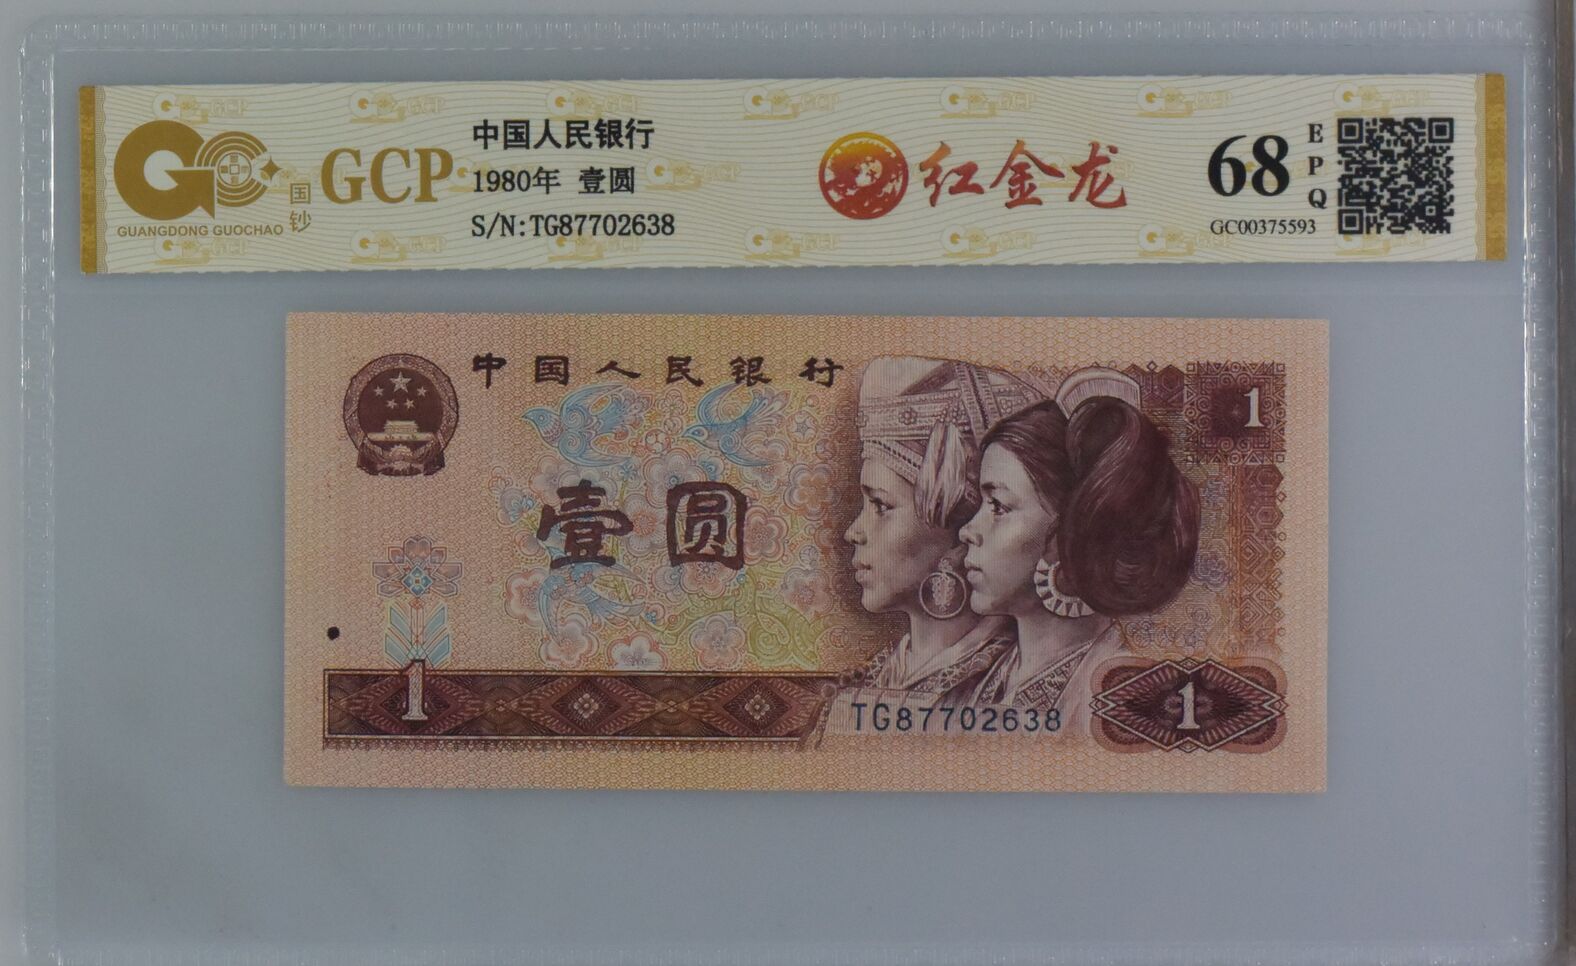 GUANGDONG GUOCHAO
国钞
GCP
中国人民银行
1980年 壹圆
S/N:TG87702638
红金龙
68
EPQ
GC00375593
中国人民银行
1
壹圆
1
TG87702638
1